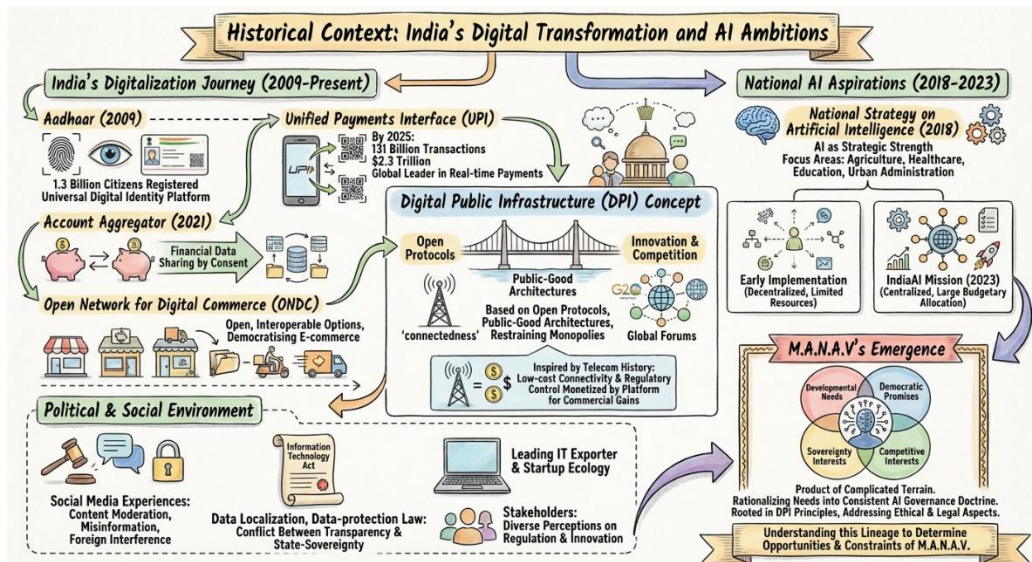 Historical Context: India's Digital Transformation and AI Ambitions
India's Digitalization Journey (2009-Present)
Aadhaar (2009)
1.3 Billion Citizens Registered
Universal Digital Identity Platform
Unified Payments Interface (UPI)
UPI
By 2025:
131 Billion Transactions
$2.3 Trillion
Global Leader in Real-time Payments
Account Aggregator (2021)
Financial Data
Sharing by Consent
Open Network for Digital Commerce (ONDC)
Open, Interoperable Options,
Democratising E-commerce
Digital Public Infrastructure (DPI) Concept
Open
Protocols
'connectedness'
Public-Good
Architectures
Based on Open Protocols,
Public-Good Architectures,
Restraining Monopolies
Innovation &
Competition
G20
Global Forums
Inspired by Telecom History:
Low-cost Connectivity & Regulatory
Control Monetized by Platform
for Commercial Gains
National AI Aspirations (2018-2023)
National Strategy on
Artificial Intelligence (2018)
AI as Strategic Strength
Focus Areas: Agriculture, Healthcare,
Education, Urban Administration
Early Implementation
(Decentralized, Limited
Resources)
IndiaAI Mission (2023)
(Centralized, Large Budgetary
Allocation)
Political & Social Environment
Social Media Experiences:
Content Moderation,
Misinformation,
Foreign Interference
Information
Technology
Act
Data Localization, Data-protection Law:
Conflict Between Transparency &
State-Sovereignty
Leading IT Exporter
& Startup Ecology
Stakeholders:
Diverse Perceptions on
Regulation & Innovation
M.A.N.A.V's Emergence
Developmental
Needs
Democratic
Promises
Sovereignty
Interests
Competitive
Interests
Product of Complicated Terrain.
Rationalizing Needs into Consistent AI Governance Doctrine.
Rooted in DPI Principles, Addressing Ethical & Legal Aspects.
Understanding this Lineage to Determine
Opportunities & Constraints of M.A.N.A.V.